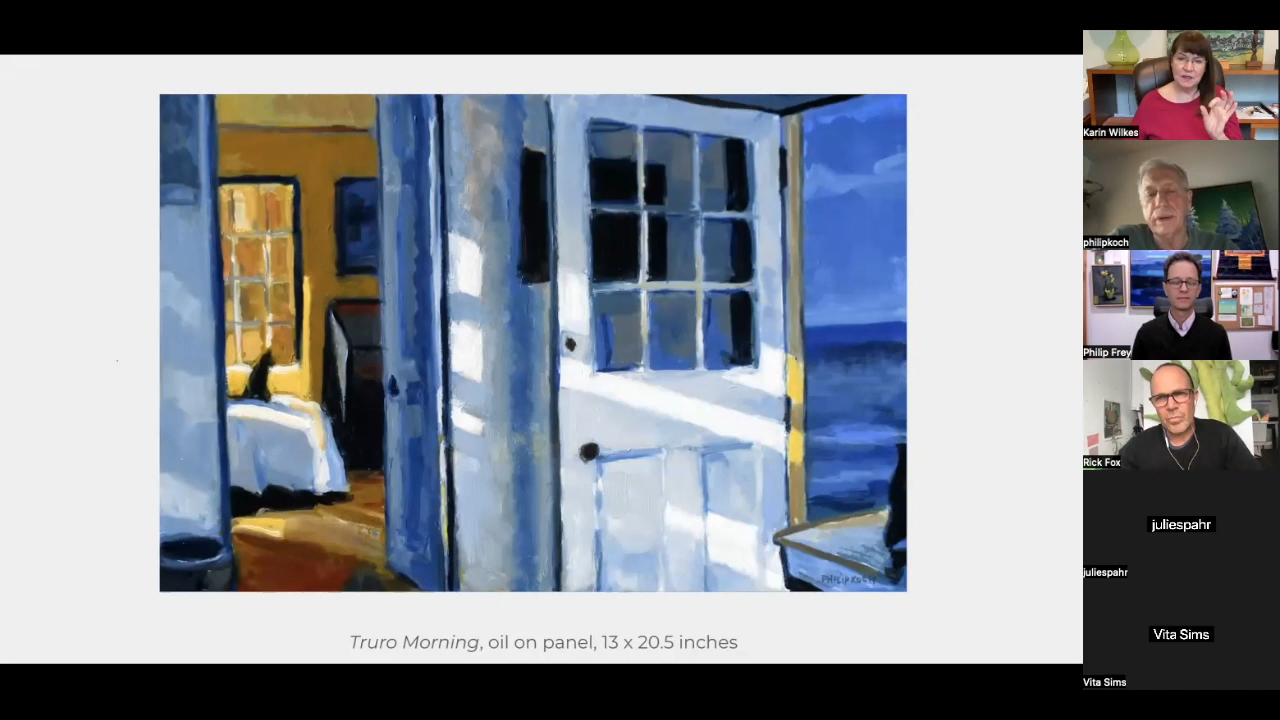 PHILIP KOCH
Truro Morning, oil on panel, 13 x 20.5 inches
Karin Wilkes
philipkoch
Philip Frey
Rick Fox
juliespahr
juliespahr
Vita Sims
Vita Sims